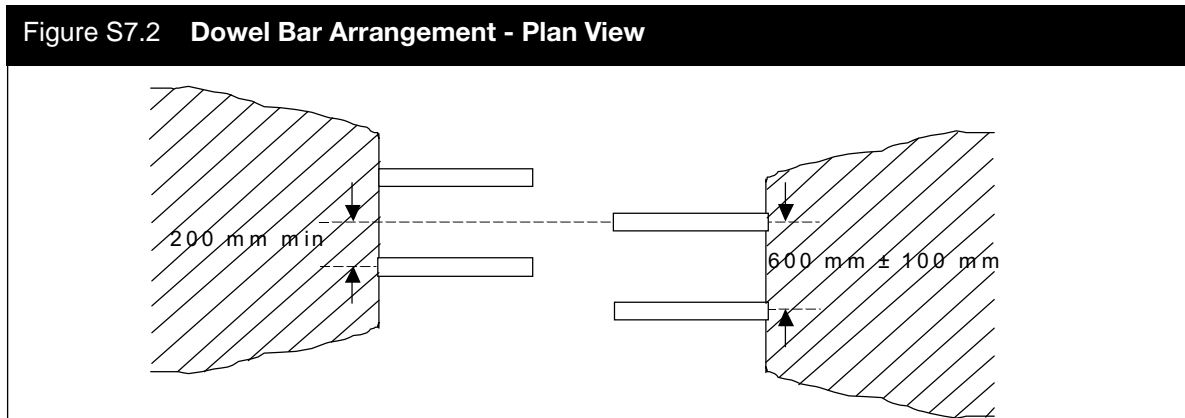 Figure S7.2 Dowel Bar Arrangement - Plan View
200 mm min
600 mm ± 100 mm